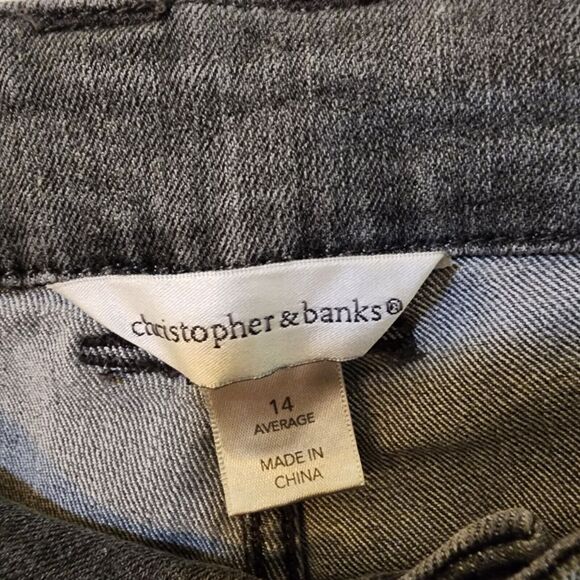 christopher & banks®
14
AVERAGE
MADE IN
CHINA